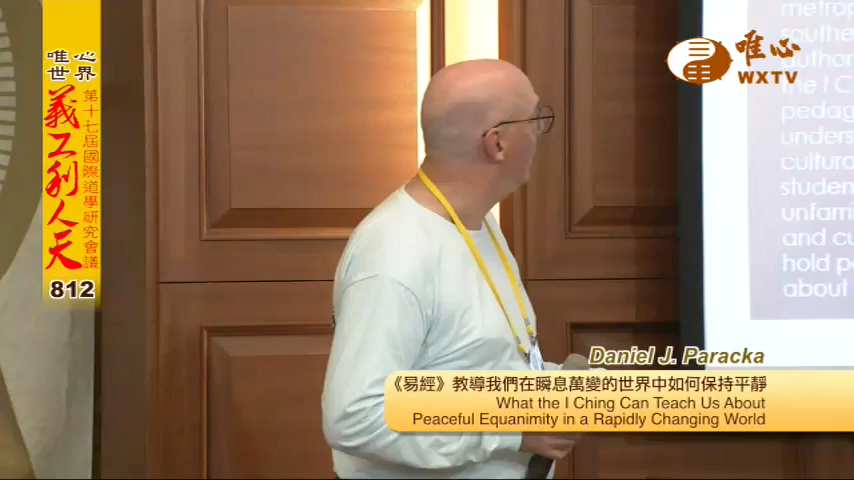 唯心
世界
義工利人天
第十七屆國際道學研究會議
812
唯心
WXTV
metrop
southe
author
the I C
pedag
unders
cultura
studen
unfarri
and cu
hold p
about
Daniel J. Paracka
《易經》教導我們在瞬息萬變的世界中如何保持平靜
What the I Ching Can Teach Us About
Peaceful Equanimity in a Rapidly Changing World